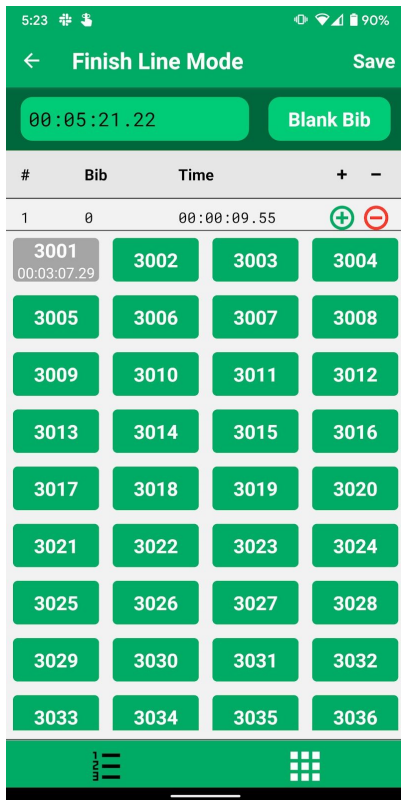 5:23 90%
Finish Line Mode Save
00:05:21.22 Blank Bib
# Bib Time + -
1 0 00:00:09.55
3001 3002 3003 3004
00:03:07.29
3005 3006 3007 3008
3009 3010 3011 3012
3013 3014 3015 3016
3017 3018 3019 3020
3021 3022 3023 3024
3025 3026 3027 3028
3029 3030 3031 3032
3033 3034 3035 3036
1
2
3